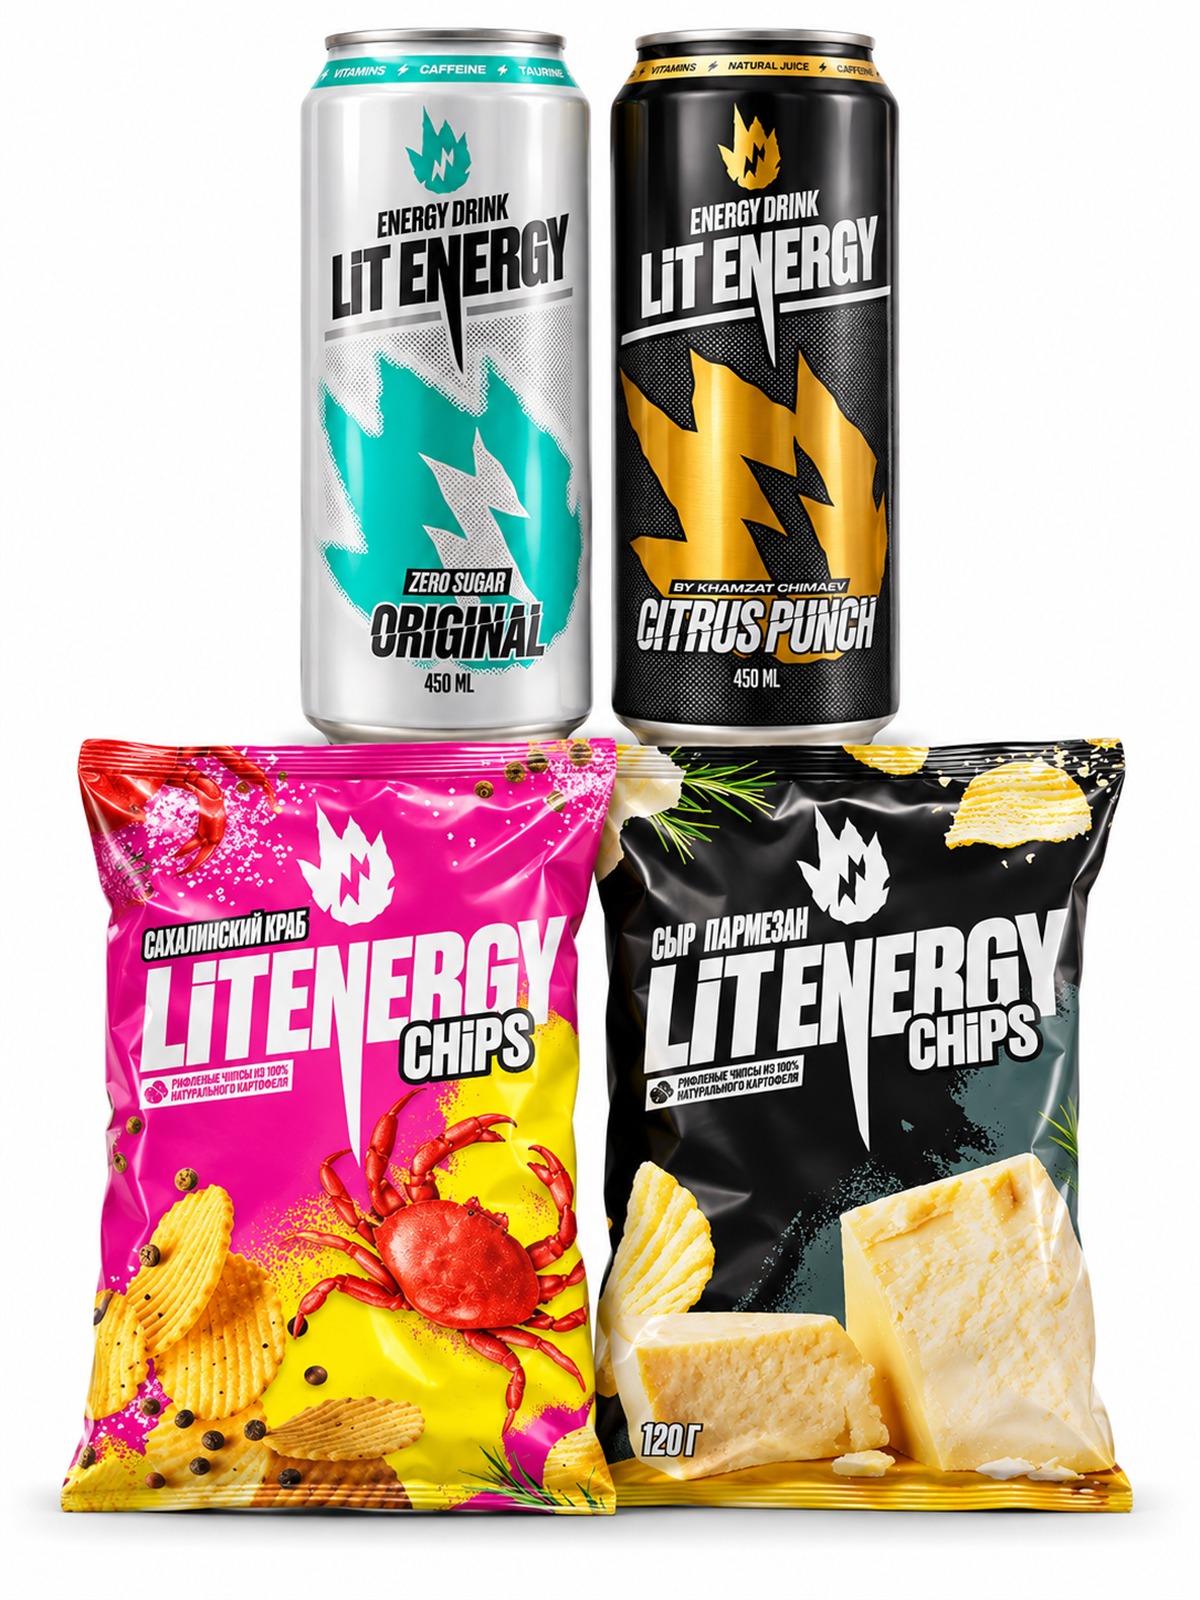 VITAMINS CAFFEINE TAURINE
ENERGY DRINK
LiT ENERGY
ZERO SUGAR
ORIGINAL
450 ML
VITAMINS NATURAL JUICE CAFFEINE
ENERGY DRINK
LiT ENERGY
BY KHAMZAT CHIMAEV
CITRUS PUNCH
450 ML
САХАЛИНСКИЙ КРАБ
LiTENERGY
CHiPS
РИФЛЕНЫЕ ЧИПСЫ ИЗ 100%
НАТУРАЛЬНОГО КАРТОФЕЛЯ
СЫР ПАРМЕЗАН
LiTENERGY
CHiPS
РИФЛЕНЫЕ ЧИПСЫ ИЗ 100%
НАТУРАЛЬНОГО КАРТОФЕЛЯ
120 Г